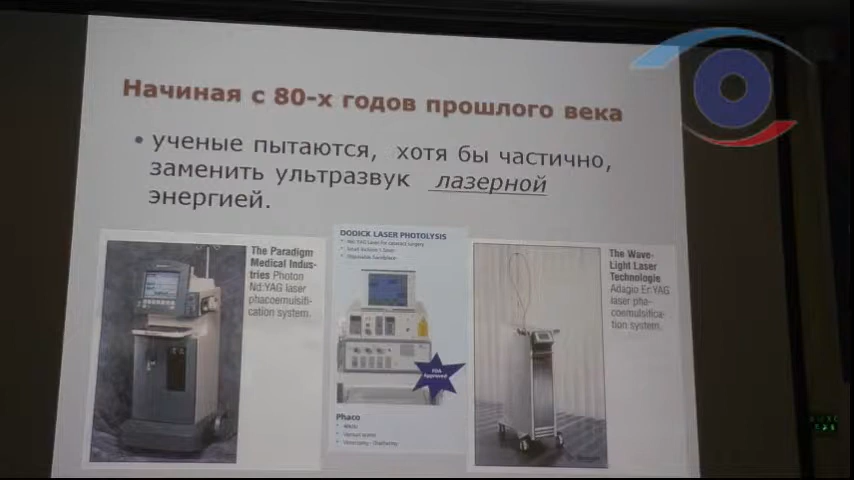 Начиная с 80-х годов прошлого века
• ученые пытаются, хотя бы частично,
заменить ультразвук лазерной
энергией.
The Paradigm
Medical Indus-
tries Photon
Nd:YAG laser
phacoemulsifi-
cation system.
DODICK LASER PHOTOLYSIS
FDA
Approved
Phaco
The Wave-
Light Laser
Technologie
Adagio Er:YAG
laser pha-
coemulsifica-
tion system.